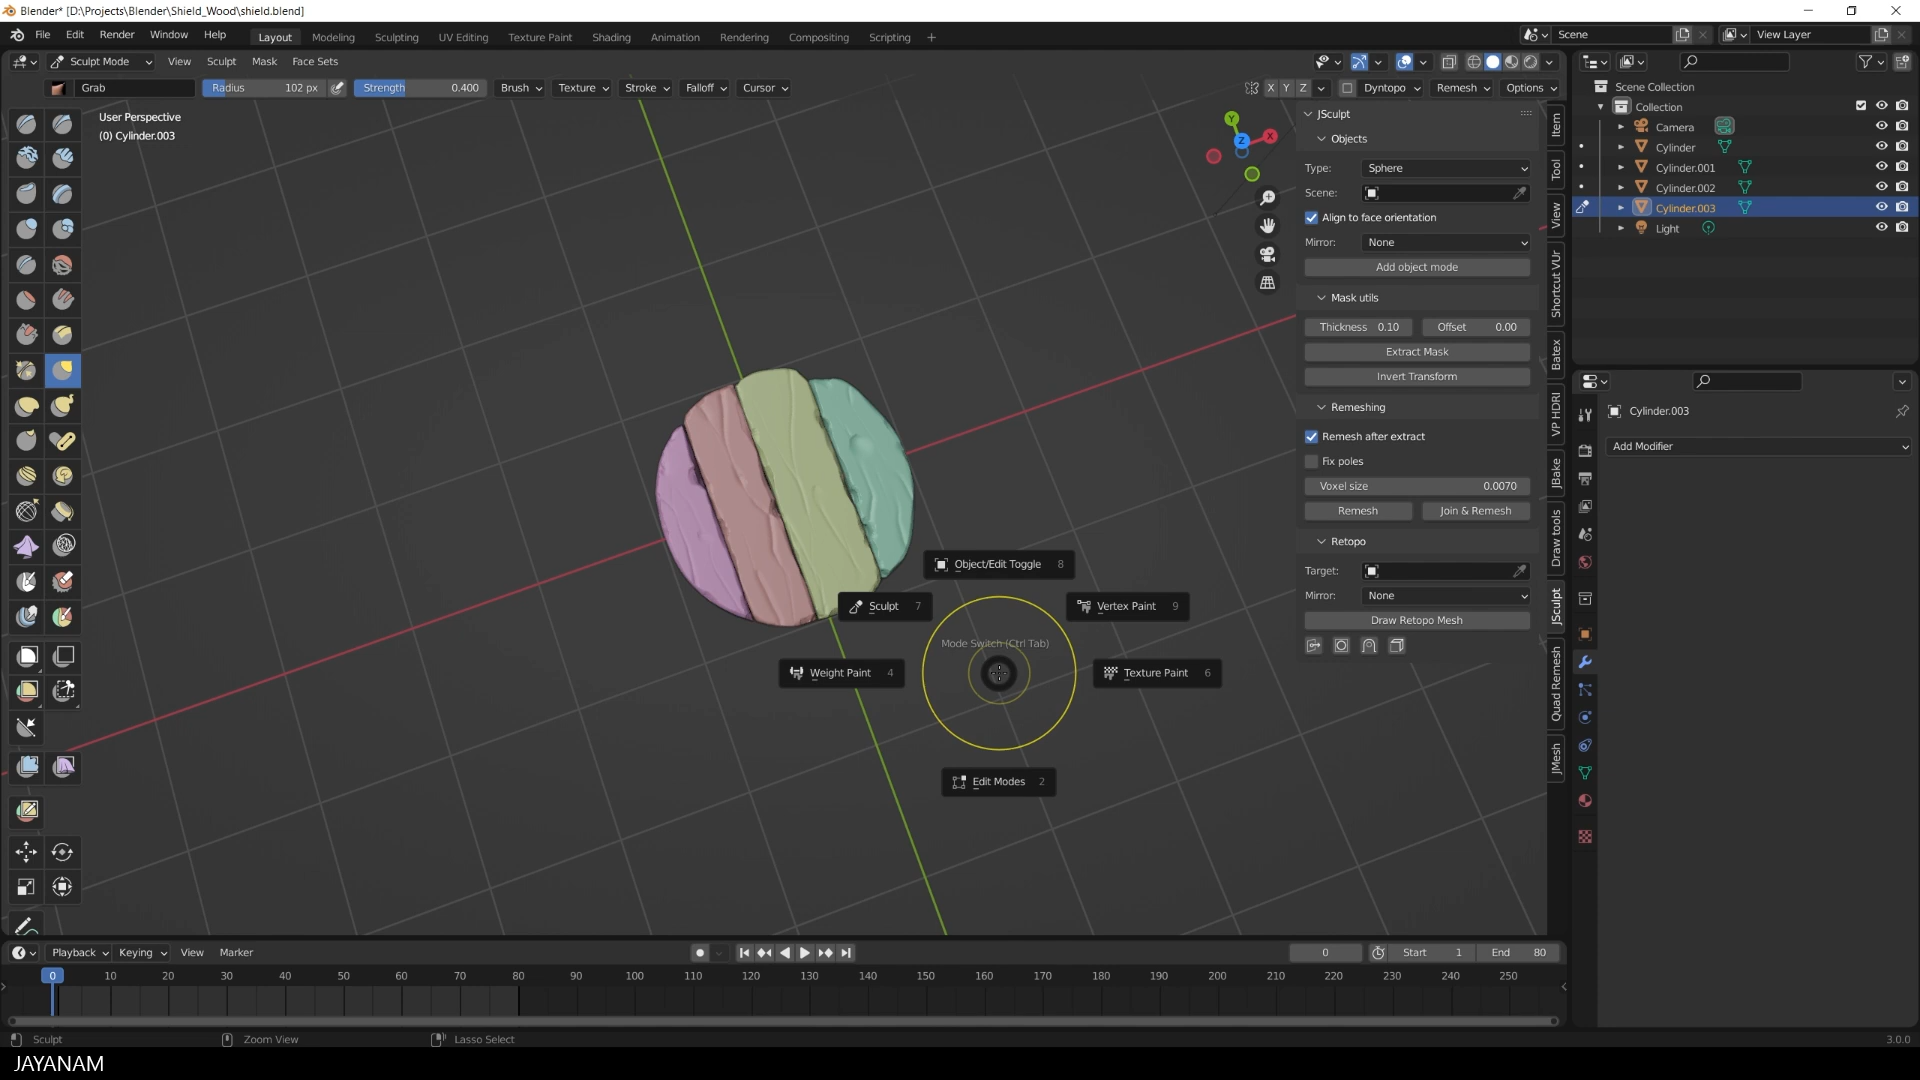 Blender* [D:\Projects\Blender\Shield_Wood\shield.blend]
File Edit Render Window Help Layout Modeling Sculpting UV Editing Texture Paint Shading Animation Rendering Compositing Scripting + Scene View Layer
Sculpt Mode View Sculpt Mask Face Sets
Grab Radius 102 px Strength 0.400 Brush Texture Stroke Falloff Cursor X Y Z Dyntopo Remesh Options
User Perspective
(0) Cylinder.003
Y
X
Z
JSculpt
Objects
Type: Sphere
Scene:
Align to face orientation
Mirror: None
Add object mode
Mask utils
Thickness 0.10 Offset 0.00
Extract Mask
Invert Transform
Remeshing
Remesh after extract
Fix poles
Voxel size 0.0070
Remesh Join & Remesh
Retopo
Target:
Mirror: None
Draw Retopo Mesh
Item
Tool
View
Shortcut VUr
Batex
VP HDRI
JBake
Draw tools
JSculpt
Quad Remesh
JMesh
Scene Collection
Collection
Camera
Cylinder
Cylinder.001
Cylinder.002
Cylinder.003
Light
Cylinder.003
Add Modifier
Object/Edit Toggle 8
Sculpt 7
Vertex Paint 9
Mode Switch (Ctrl Tab)
Weight Paint 4
Texture Paint 6
Edit Modes 2
Playback Keying View Marker 0 Start 1 End 80
0 10 20 30 40 50 60 70 80 90 100 110 120 130 140 150 160 170 180 190 200 210 220 230 240 250
Sculpt Zoom View Lasso Select 3.0.0
JAYANAM